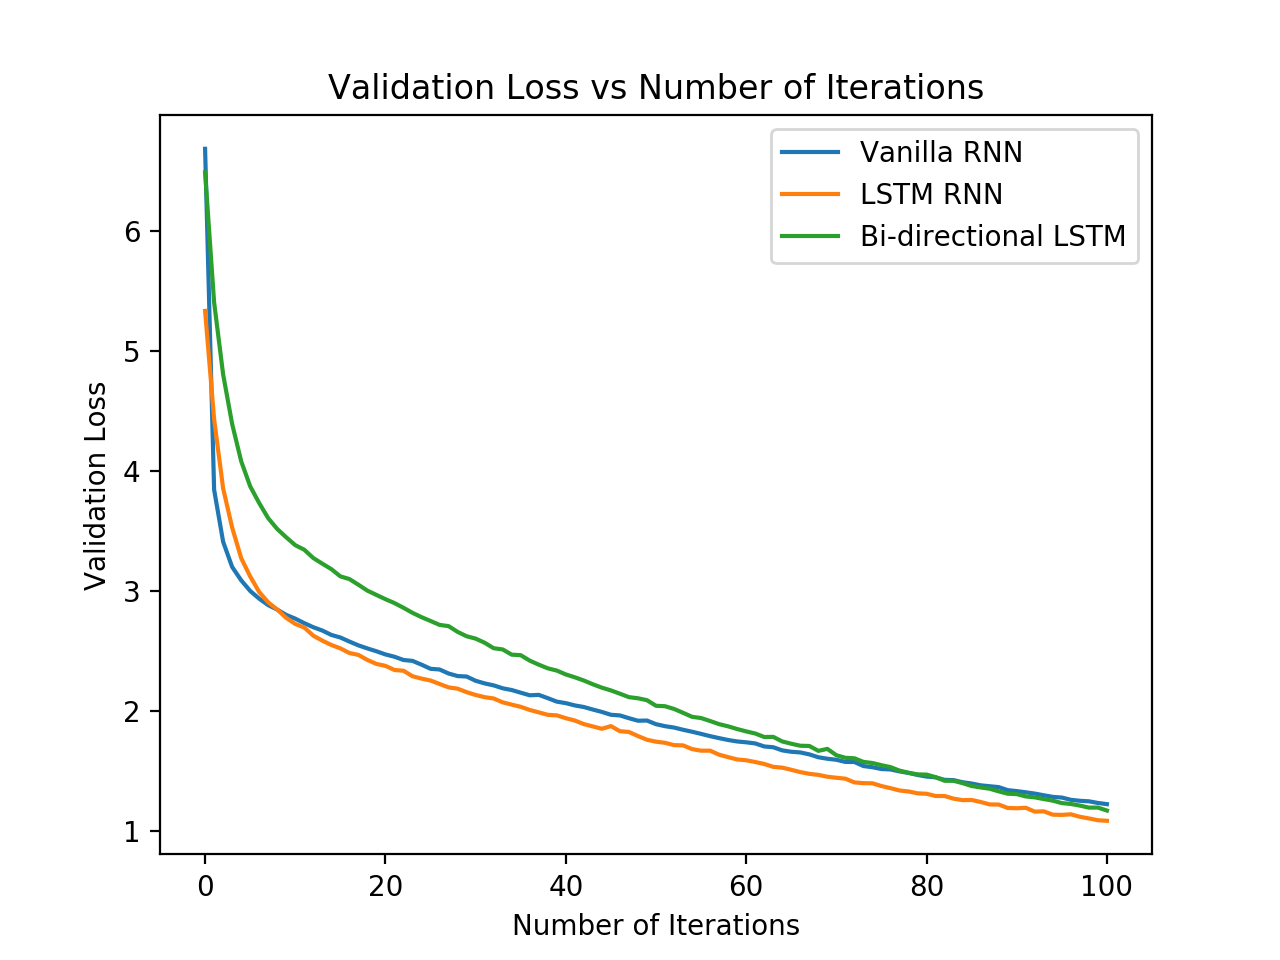 Validation Loss vs Number of Iterations
Vanilla RNN
LSTM RNN
Bi-directional LSTM
Validation Loss
6
5
4
3
2
1
0 20 40 60 80 100
Number of Iterations